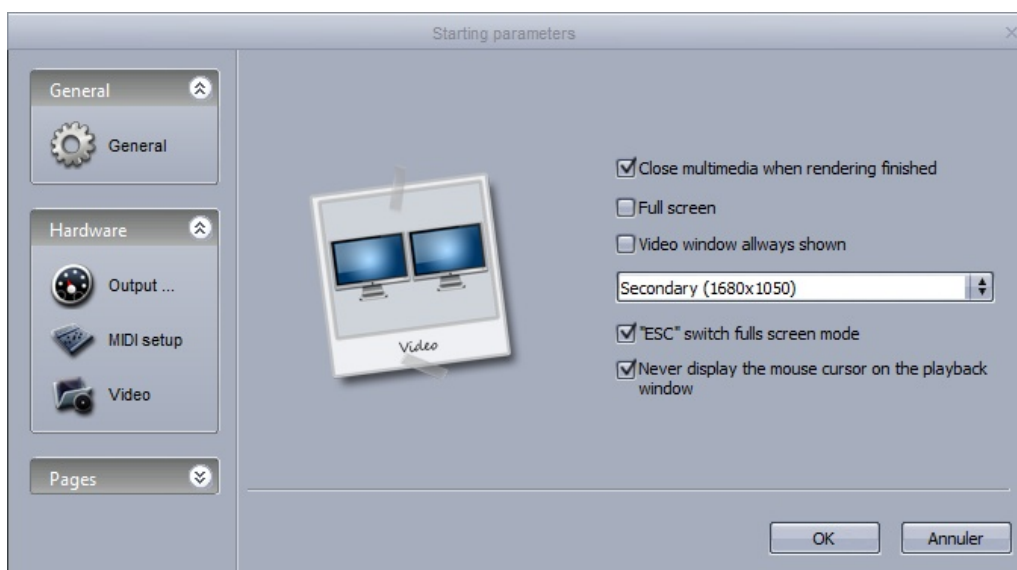 Starting parameters
General
General
Hardware
Output ...
MIDI setup
Video
Pages
Video
Close multimedia when rendering finished
Full screen
Video window allways shown
Secondary (1680x1050)
"ESC" switch fulls screen mode
Never display the mouse cursor on the playback
window
OK
Annuler